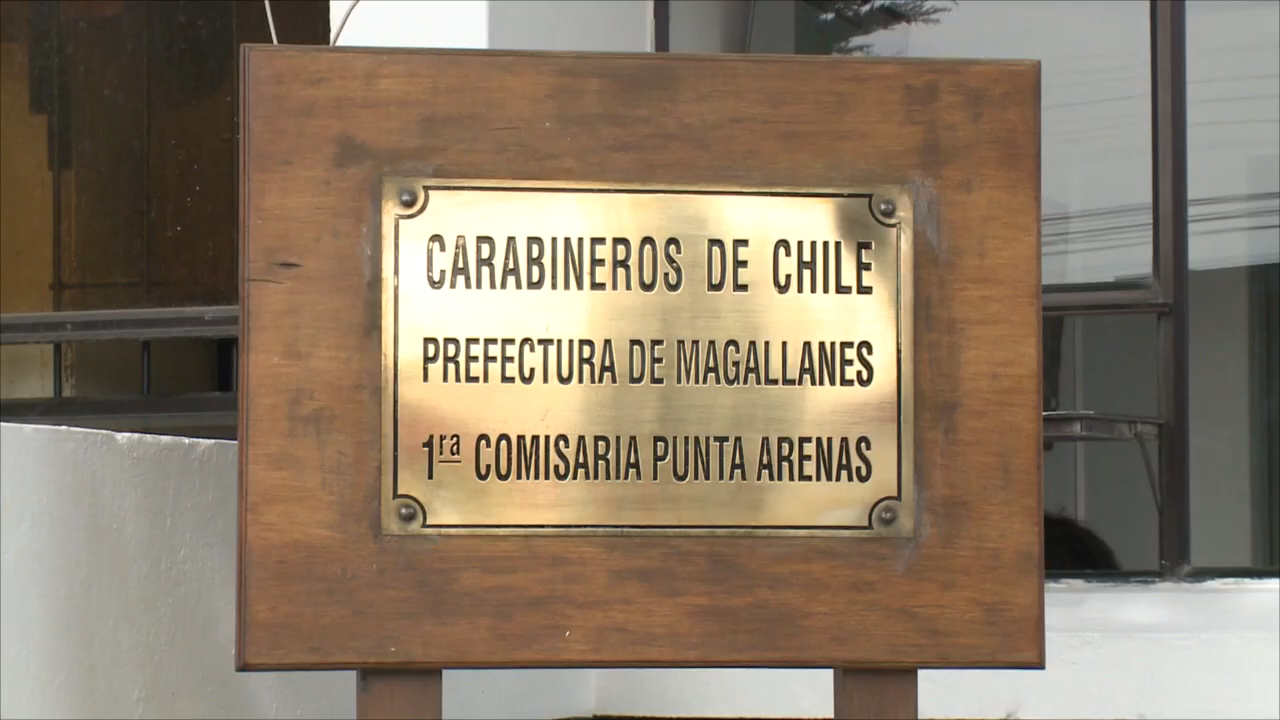 CARABINEROS DE CHILE
PREFECTURA DE MAGALLANES
1ra COMISARIA PUNTA ARENAS